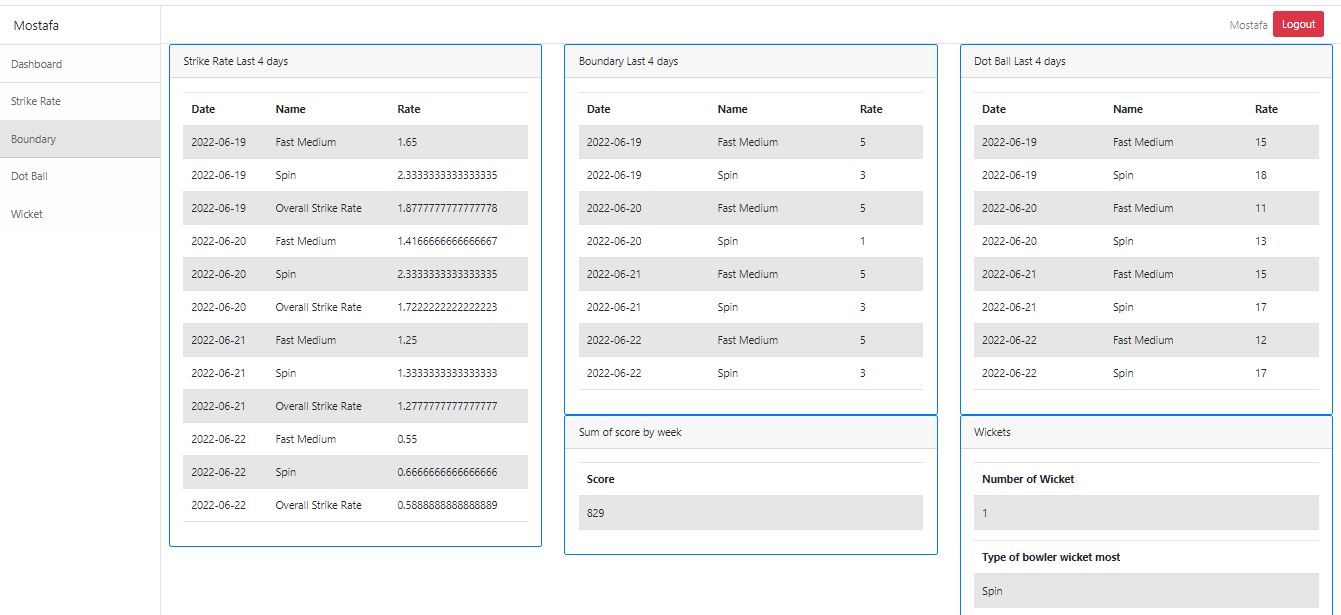 Mostafa
Mostafa Logout
Dashboard
Strike Rate
Boundary
Dot Ball
Wicket
Strike Rate Last 4 days
Date Name Rate
2022-06-19 Fast Medium 1.65
2022-06-19 Spin 2.3333333333333335
2022-06-19 Overall Strike Rate 1.8777777777777778
2022-06-20 Fast Medium 1.4166666666666667
2022-06-20 Spin 2.3333333333333335
2022-06-20 Overall Strike Rate 1.7222222222222223
2022-06-21 Fast Medium 1.25
2022-06-21 Spin 1.3333333333333333
2022-06-21 Overall Strike Rate 1.2777777777777777
2022-06-22 Fast Medium 0.55
2022-06-22 Spin 0.6666666666666666
2022-06-22 Overall Strike Rate 0.5888888888888889
Boundary Last 4 days
Date Name Rate
2022-06-19 Fast Medium 5
2022-06-19 Spin 3
2022-06-20 Fast Medium 5
2022-06-20 Spin 1
2022-06-21 Fast Medium 5
2022-06-21 Spin 3
2022-06-22 Fast Medium 5
2022-06-22 Spin 3
Sum of score by week
Score
829
Dot Ball Last 4 days
Date Name Rate
2022-06-19 Fast Medium 15
2022-06-19 Spin 18
2022-06-20 Fast Medium 11
2022-06-20 Spin 13
2022-06-21 Fast Medium 15
2022-06-21 Spin 17
2022-06-22 Fast Medium 12
2022-06-22 Spin 17
Wickets
Number of Wicket
1
Type of bowler wicket most
Spin